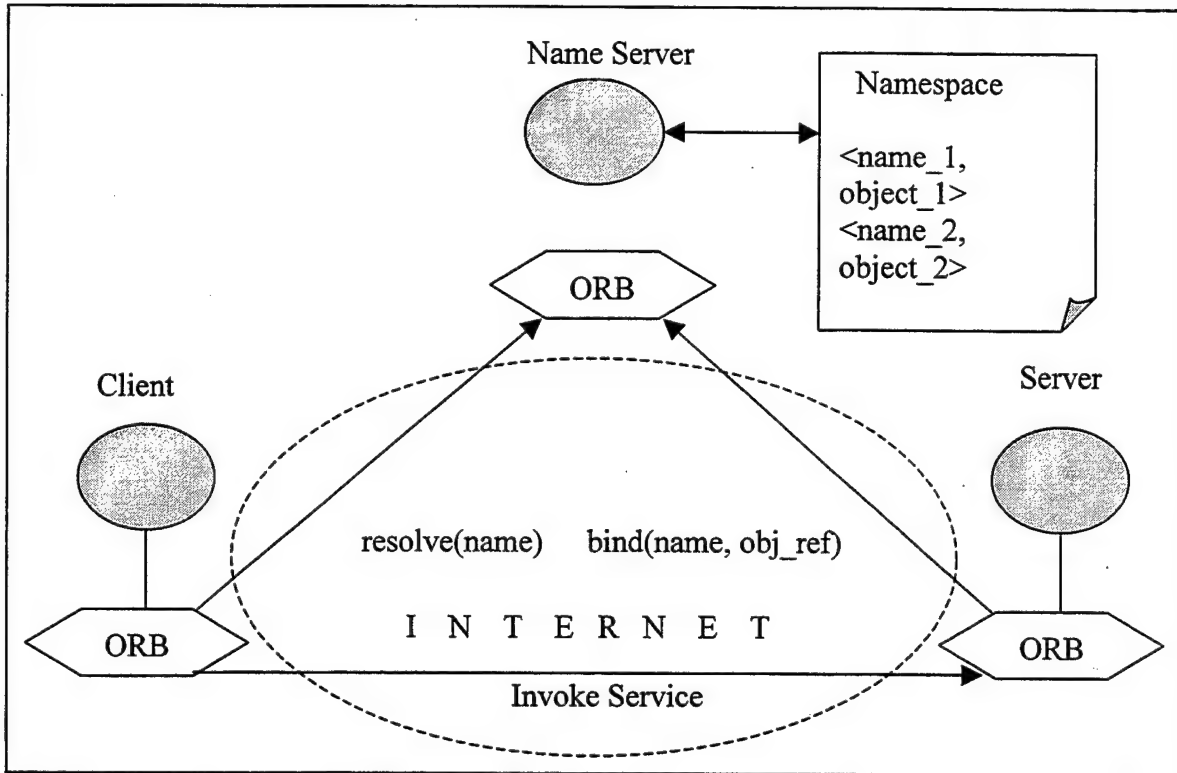 Name Server
Namespace
<name_1,
object_1>
<name_2,
object_2>
ORB
Client
Server
resolve(name)
bind(name, obj_ref)
I N T E R N E T
ORB
ORB
Invoke Service